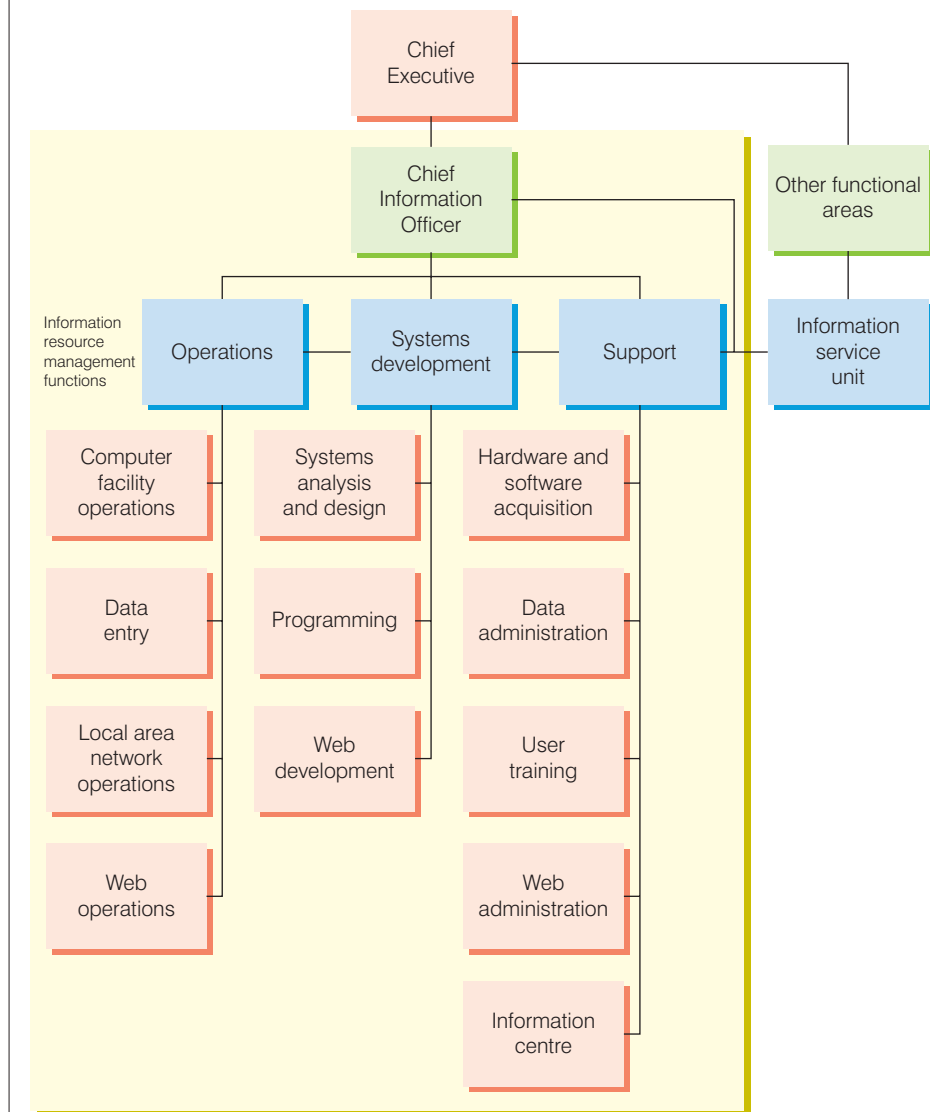 Chief
Executive
Chief
Information
Officer
Other functional
areas
Information
resource
management
functions
Operations
Systems
development
Support
Information
service
unit
Computer
facility
operations
Systems
analysis
and design
Hardware and
software
acquisition
Data
entry
Programming
Data
administration
Local area
network
operations
Web
development
User
training
Web
operations
Web
administration
Information
centre